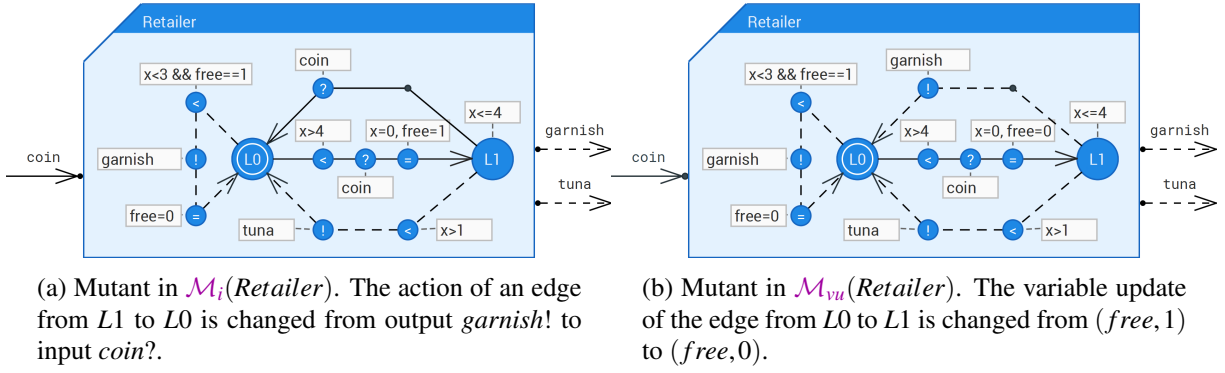 Retailer
coin
x<3 && free==1
?
<
x<=4
x>4
x=0, free=1
garnish
garnish
!
L0
<
?
=
L1
coin
coin
tuna
free=0
=
tuna
!
<
x>1
Retailer
garnish
x<3 && free==1
!
<
x<=4
x>4
x=0, free=0
garnish
garnish
!
L0
<
?
=
L1
coin
coin
tuna
free=0
=
tuna
!
<
x>1
(a) Mutant in ℳi(Retailer). The action of an edge
from L1 to L0 is changed from output garnish! to
input coin?.
(b) Mutant in ℳvu(Retailer). The variable update
of the edge from L0 to L1 is changed from (free, 1)
to (free, 0).